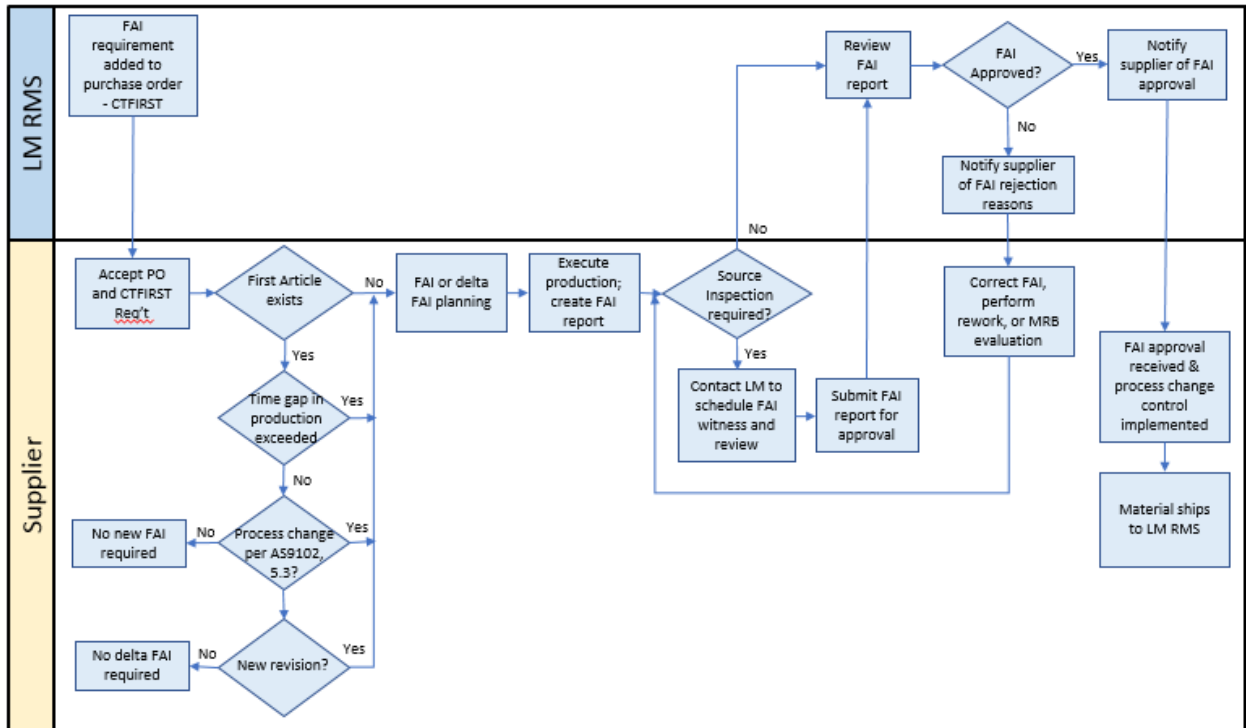 LM RMS
FAI
requirement
added to
purchase order
- CTFIRST
Review
FAI
report
FAI
Approved?
Yes
Notify
supplier of FAI
approval
No
Notify supplier
of FAI rejection
reasons
No
Supplier
Accept PO
and CTFIRST
Req't
First Article
exists
No
FAI or delta
FAI planning
Execute
production;
create FAI
report
Source
Inspection
required?
Correct FAI,
perform
rework, or MRB
evaluation
Yes
Yes
Time gap in
production
exceeded
Yes
Contact LM to
schedule FAI
witness and
review
Submit FAI
report for
approval
FAI approval
received &
process change
control
implemented
No
No new FAI
required
No
Process change
per AS9102,
5.3?
Yes
Material ships
to LM RMS
No delta FAI
required
No
New revision?
Yes